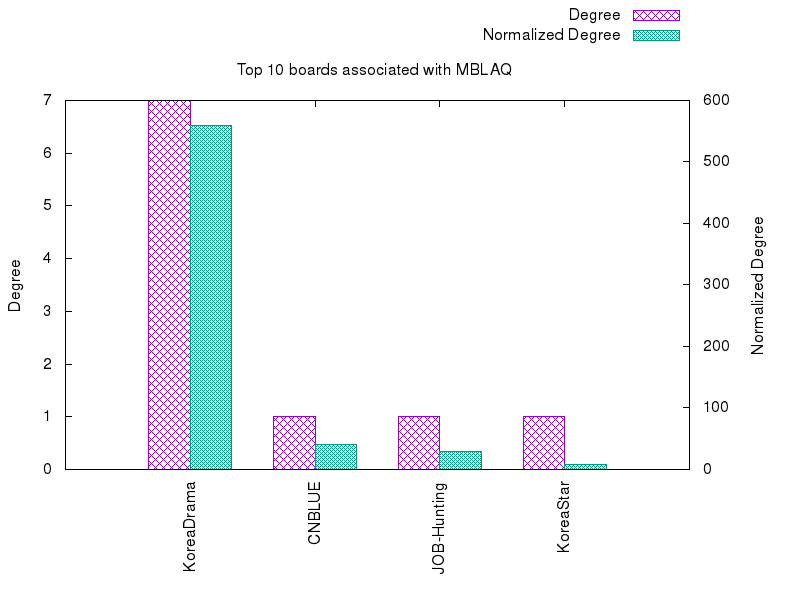 Degree
Normalized Degree
Top 10 boards associated with MBLAQ
7
6
5
4
3
2
1
0
600
500
400
300
200
100
0
Degree
Normalized Degree
KoreaDrama
CNBLUE
JOB-Hunting
KoreaStar